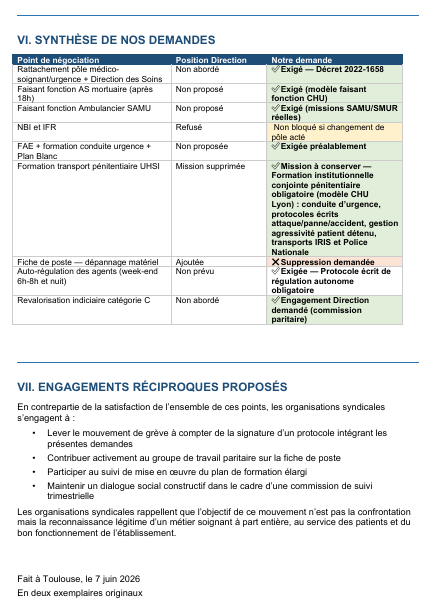 VI. SYNTHÈSE DE NOS DEMANDES
Point de négociation Position Direction Notre demande
Rattachement pôle médico-
soignant/urgence + Direction des Soins Non abordé ✅Exigé — Décret 2022-1658
Faisant fonction AS mortuaire (après
18h) Non proposé ✅Exigé (modèle faisant
fonction CHU)
Faisant fonction Ambulancier SAMU Non proposé ✅Exigé (missions SAMU/SMUR
réelles)
NBI et IFR Refusé Non bloqué si changement de
pôle acté
FAE + formation conduite urgence +
Plan Blanc Non proposée ✅Exigée préalablement
Formation transport pénitentiaire UHSI Mission supprimée ✅Mission à conserver —
Formation institutionnelle
conjointe pénitentiaire
obligatoire (modèle CHU
Lyon) : conduite d'urgence,
protocoles écrits
attaque/panne/accident, gestion
agressivité patient détenu,
transports IRIS et Police
Nationale
Fiche de poste — dépannage matériel Ajoutée ❌Suppression demandée
Auto-régulation des agents (week-end
6h-8h et nuit) Non prévu ✅Exigée — Protocole écrit de
régulation autonome
obligatoire
Revalorisation indiciaire catégorie C Non abordé ✅Engagement Direction
demandé (commission
paritaire)
VII. ENGAGEMENTS RÉCIPROQUES PROPOSÉS
En contrepartie de la satisfaction de l'ensemble de ces points, les organisations syndicales
s'engagent à :
• Lever le mouvement de grève à compter de la signature d'un protocole intégrant les
présentes demandes
• Contribuer activement au groupe de travail paritaire sur la fiche de poste
• Participer au suivi de mise en œuvre du plan de formation élargi
• Maintenir un dialogue social constructif dans le cadre d'une commission de suivi
trimestrielle
Les organisations syndicales rappellent que l'objectif de ce mouvement n'est pas la confrontation
mais la reconnaissance légitime d'un métier soignant à part entière, au service des patients et du
bon fonctionnement de l'établissement.
Fait à Toulouse, le 7 juin 2026
En deux exemplaires originaux